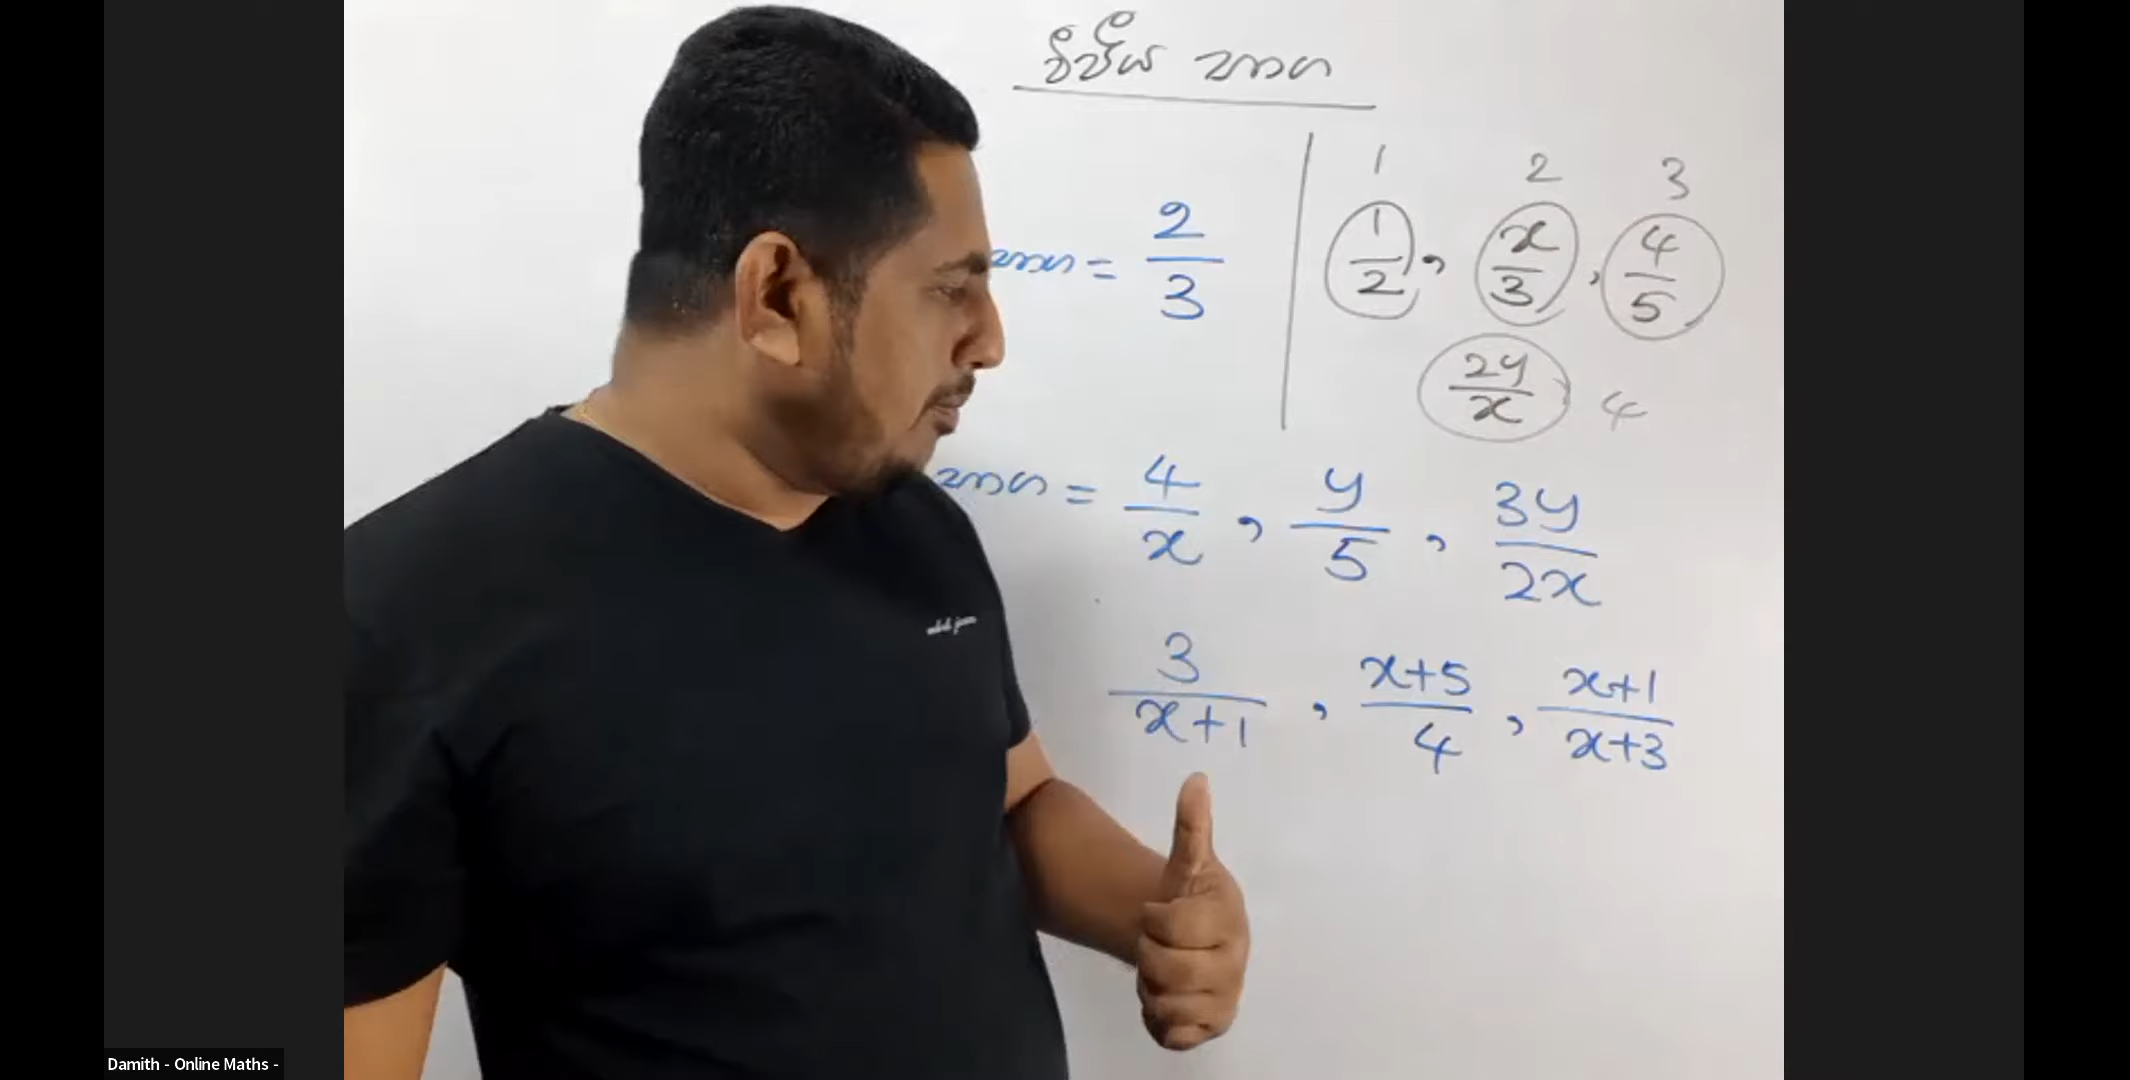 වීජීය භාග
1 2 3
භාග = 2/3 | 1/2, x/3, 4/5
2y/x 4
භාග = 4/x, y/5, 3y/2x
3/x+1, x+5/4, x+1/x+3
Damith - Online Maths -